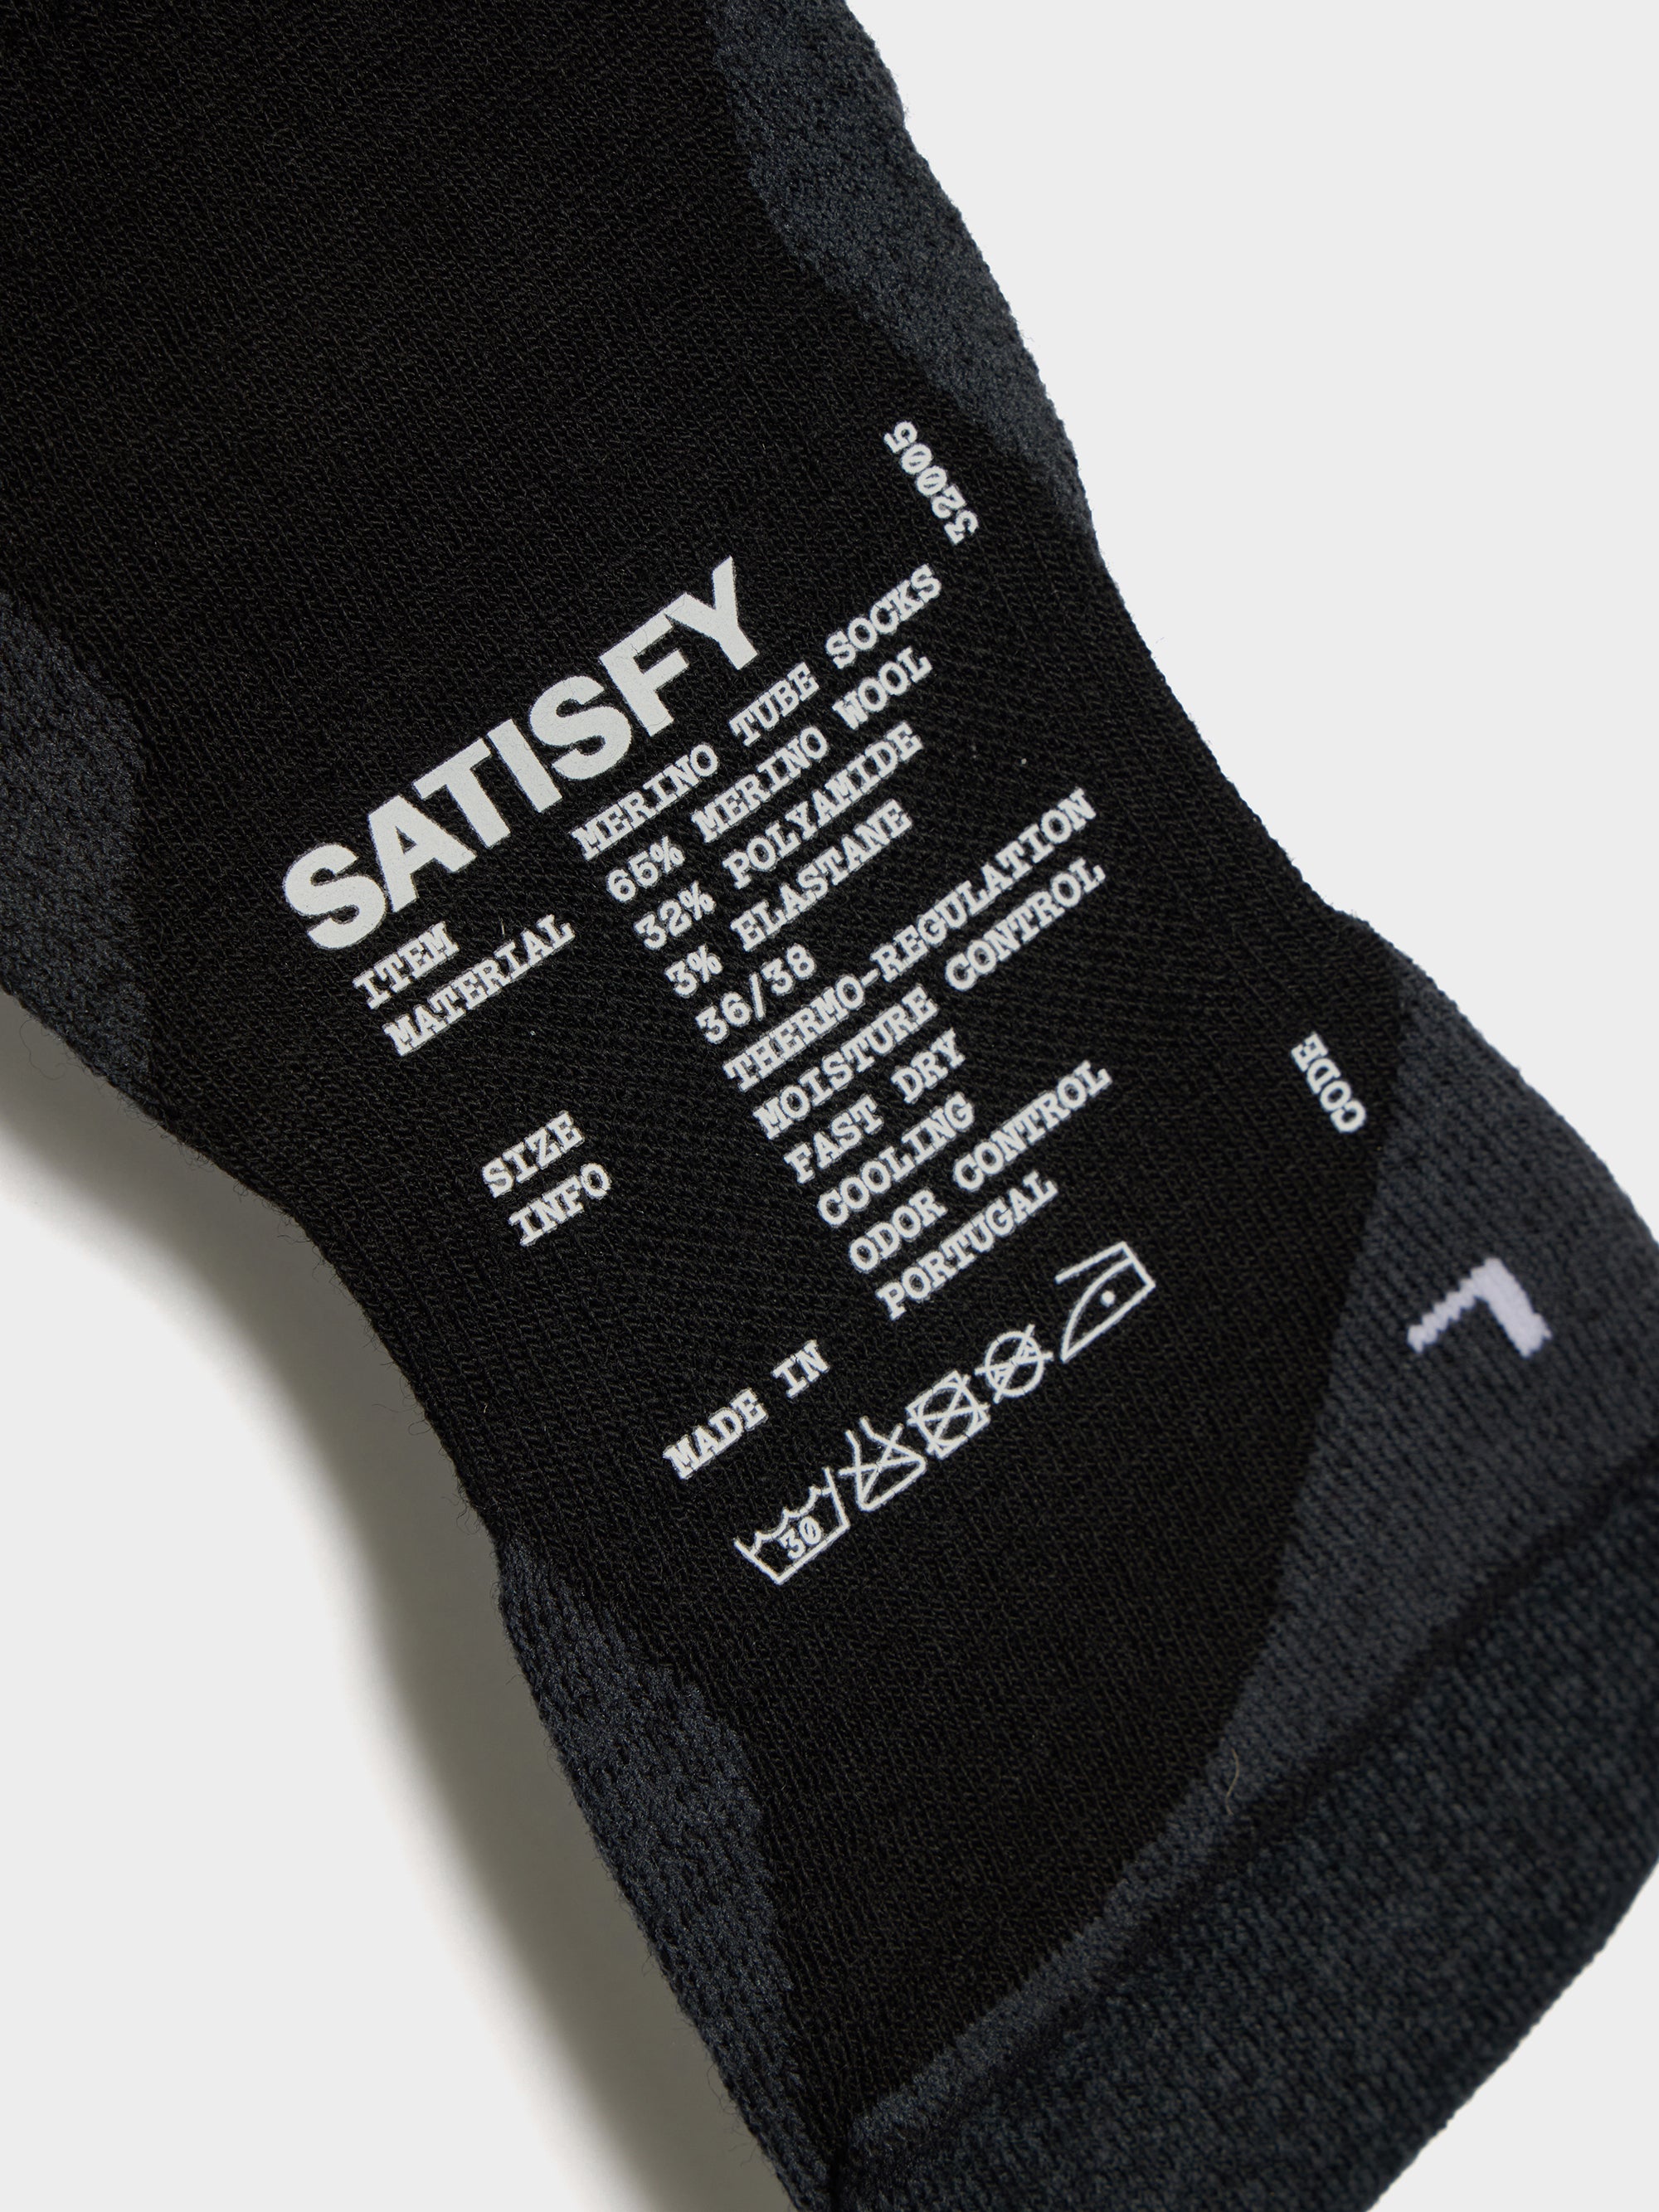 SATISFY
ITEM MERINO TUBE SOCKS
MATERIAL 65% MERINO WOOL
32% POLYAMIDE
3% ELASTANE
SIZE 36/38
INFO THERMO-REGULATION
MOISTURE CONTROL
FAST DRY
COOLING
ODOR CONTROL
MADE IN PORTUGAL
30
CODE 32005
L